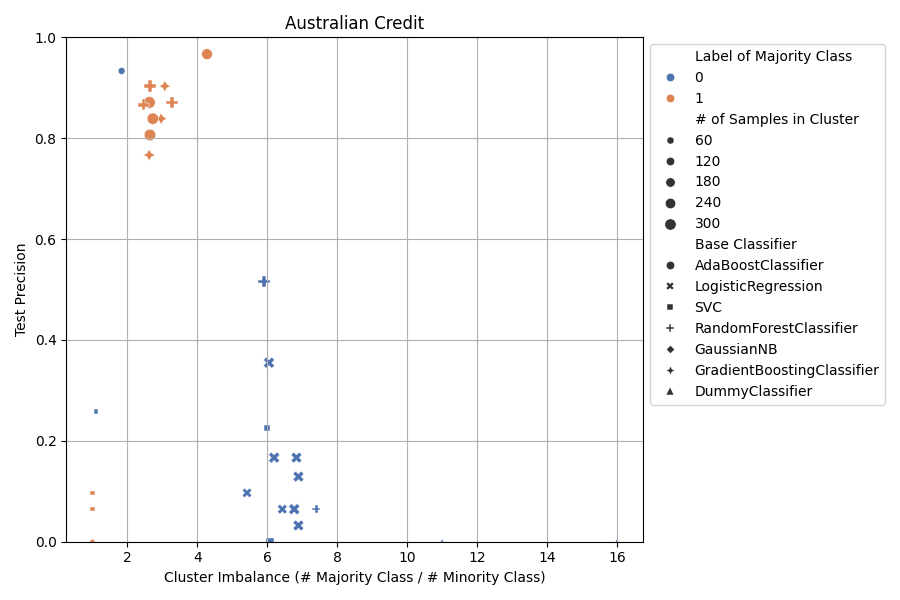 Australian Credit
1.0
0.8
0.6
0.4
0.2
0.0
Test Precision
2 4 6 8 10 12 14 16
Cluster Imbalance (# Majority Class / # Minority Class)
Label of Majority Class
0
1
# of Samples in Cluster
60
120
180
240
300
Base Classifier
AdaBoostClassifier
LogisticRegression
SVC
RandomForestClassifier
GaussianNB
GradientBoostingClassifier
DummyClassifier